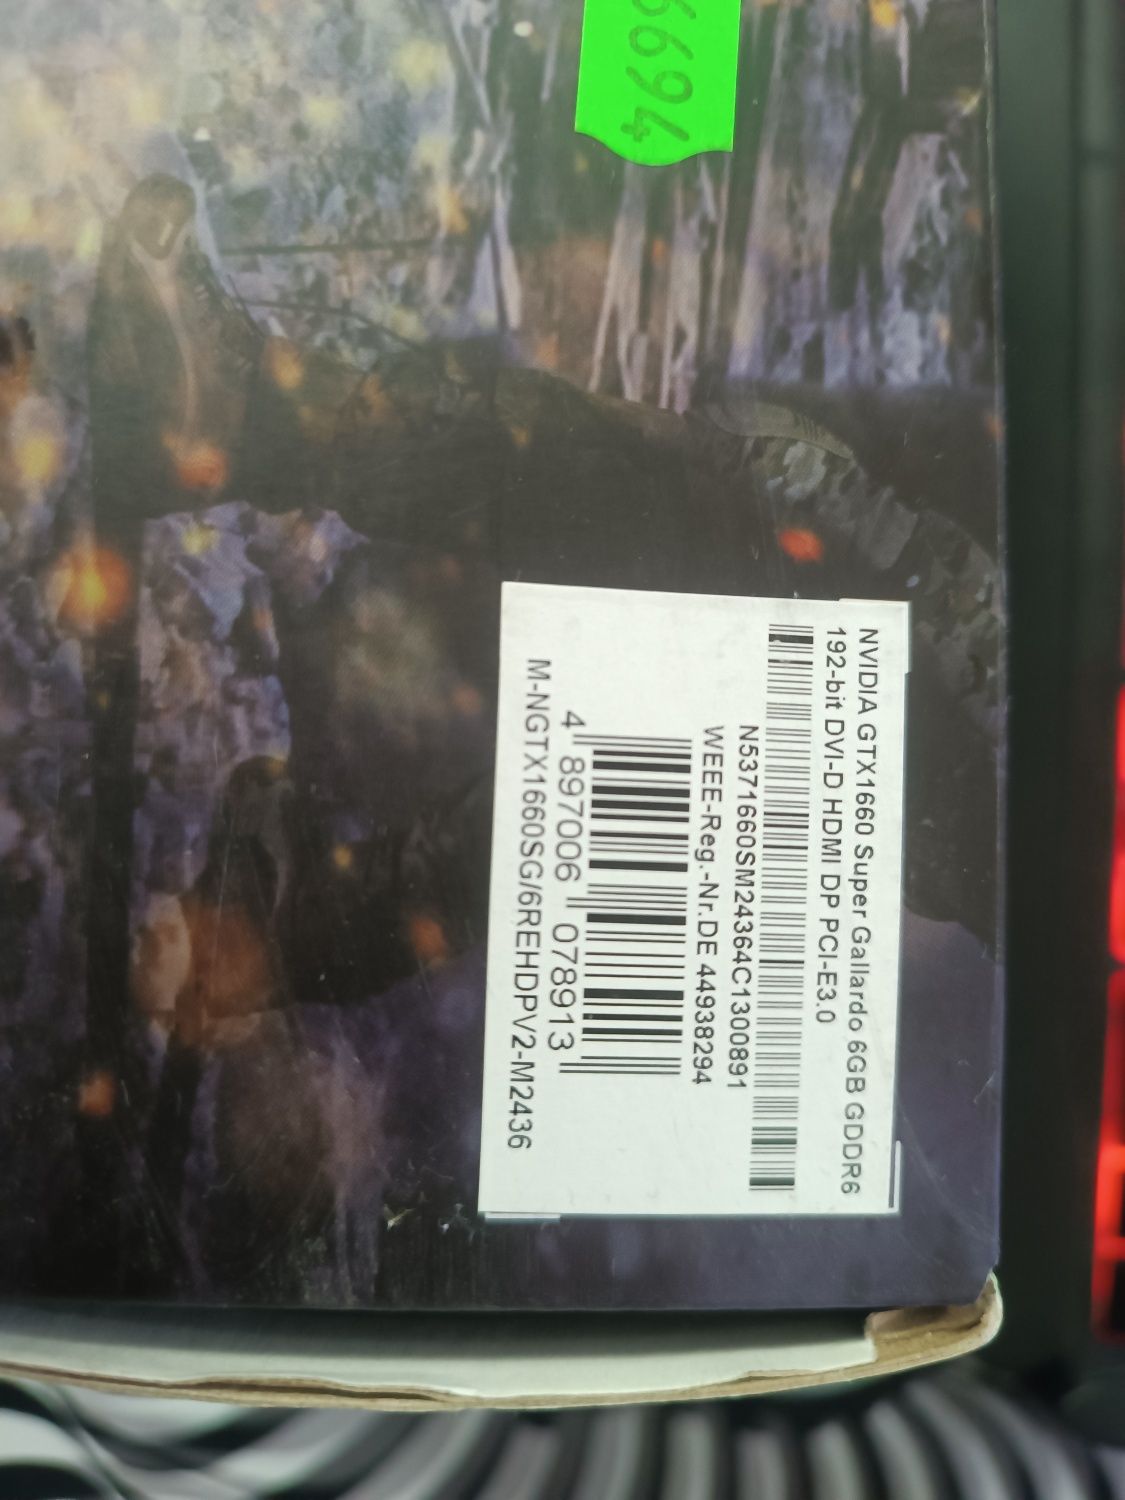 6694
NVIDIA GTX1660 Super Gallardo 6GB GDDR6
192-bit DVI-D HDMI DP PCI-E3.0
N5371660SM24364C1300891
WEEE-Reg.-Nr.DE 44938294
4 897006 078913
M-NGTX1660SG/6REHDPV2-M2436